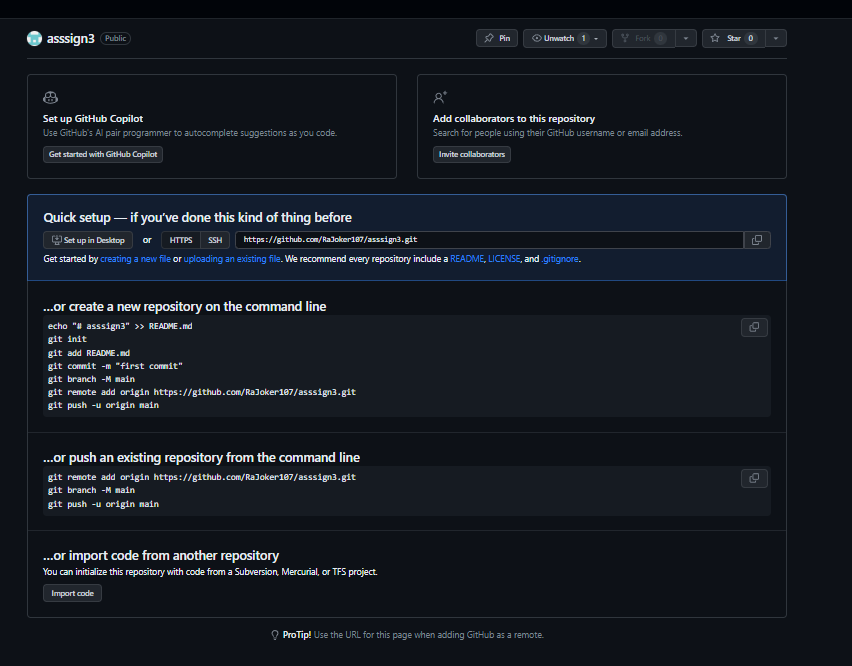 asssign3 Public
Pin
Unwatch 1
Fork 0
Star 0
Set up GitHub Copilot
Use GitHub's AI pair programmer to autocomplete suggestions as you code.
Get started with GitHub Copilot
Add collaborators to this repository
Search for people using their GitHub username or email address.
Invite collaborators
Quick setup — if you've done this kind of thing before
Set up in Desktop or HTTPS SSH https://github.com/RaJoker107/asssign3.git
Get started by creating a new file or uploading an existing file. We recommend every repository include a README, LICENSE, and .gitignore.
…or create a new repository on the command line
echo "# asssign3" >> README.md
git init
git add README.md
git commit -m "first commit"
git branch -M main
git remote add origin https://github.com/RaJoker107/asssign3.git
git push -u origin main
…or push an existing repository from the command line
git remote add origin https://github.com/RaJoker107/asssign3.git
git branch -M main
git push -u origin main
…or import code from another repository
You can initialize this repository with code from a Subversion, Mercurial, or TFS project.
Import code
ProTip! Use the URL for this page when adding GitHub as a remote.